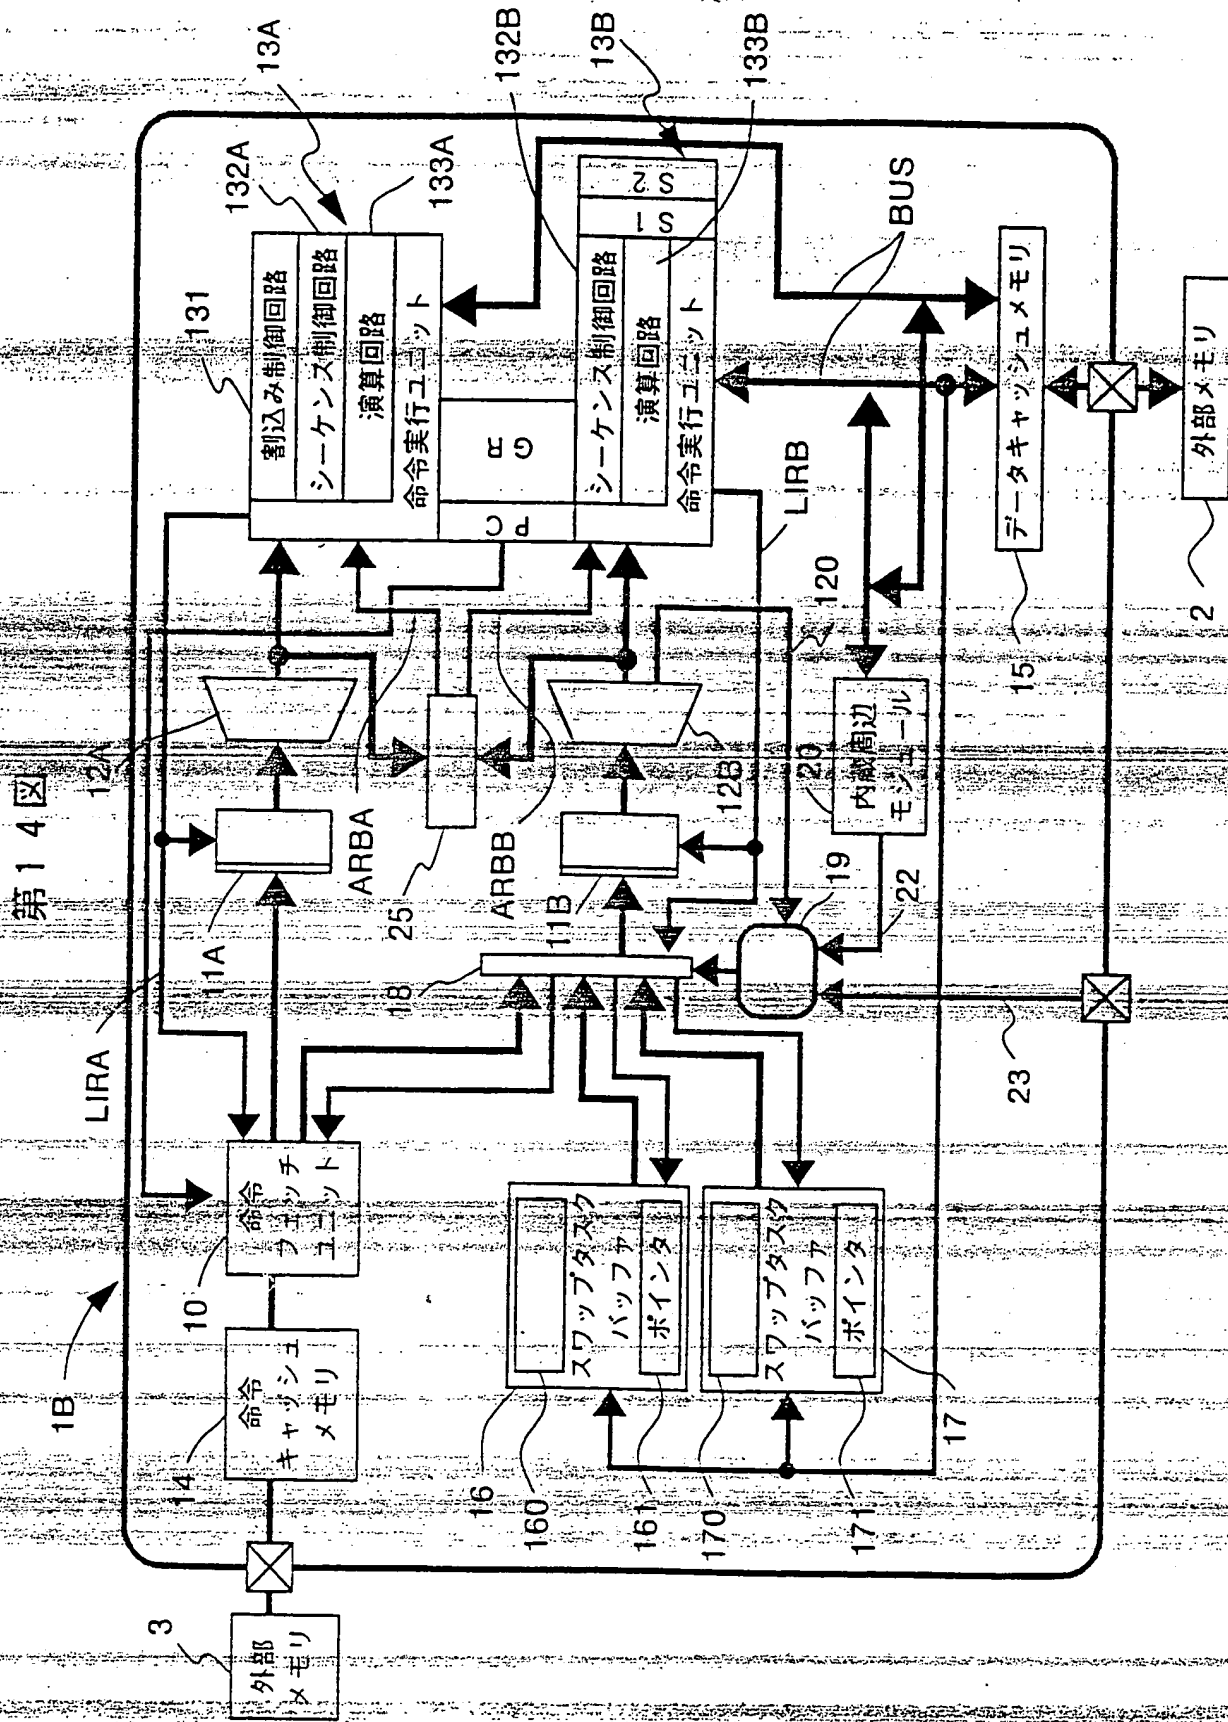 第14図
1B
3
外部
メモリ
14
命令
キャッシュ
メモリ
10
命令
フェッチ
ユニット
LIRA
11A
12A
131
割込み制御回路
シーケンス制御回路
演算回路
命令実行ユニット
132A
133A
13A
PC
GR
ARBA
25
ARBB
11B
12B
18
シーケンス制御回路
演算回路
命令実行ユニット
S1
S2
132B
13B
133B
LIRB
BUS
120
16
160
161
スワップタスク
バッファ
ポインタ
170
171
17
スワップタスク
バッファ
ポインタ
19
22
23
20
内蔵周辺
モジュール
15
データキャッシュメモリ
2
外部メモリ